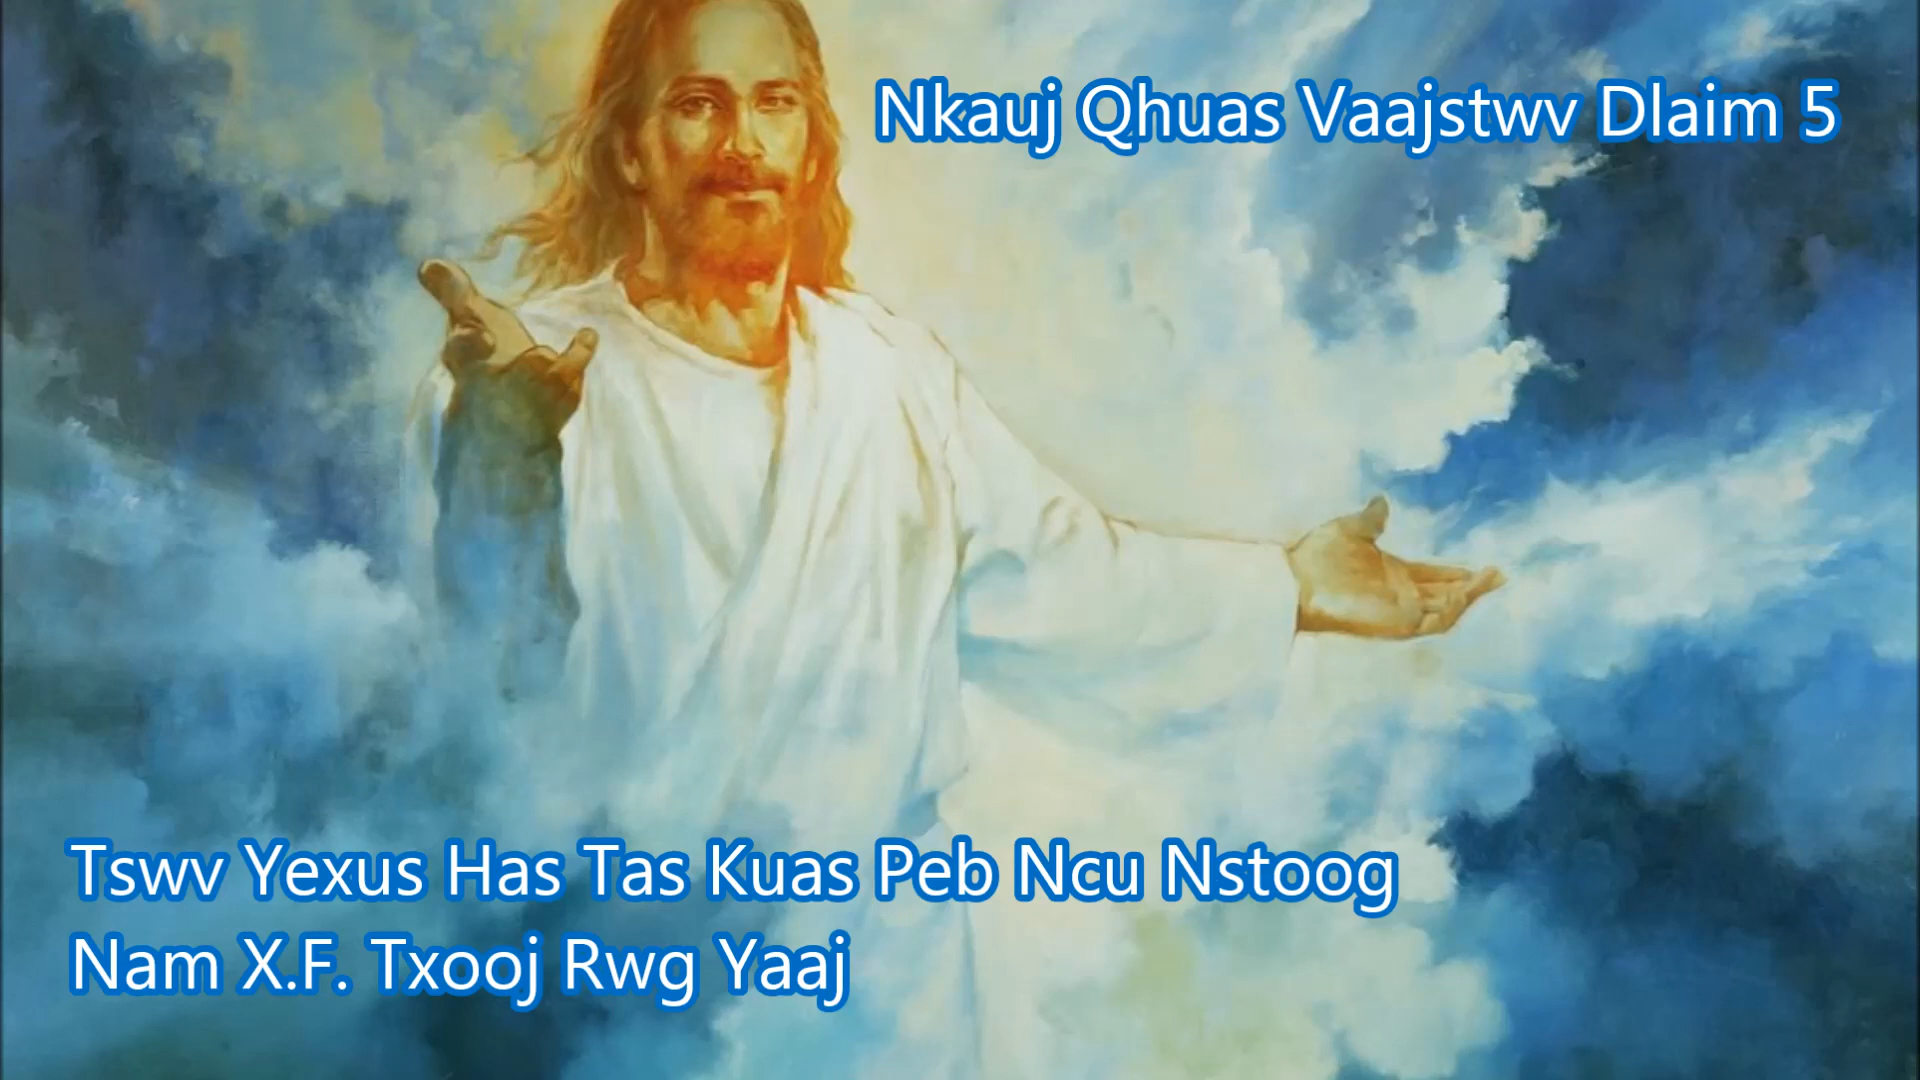 Nkauj Qhuas Vaajstwv Dlaim 5
Tswv Yexus Has Tas Kuas Peb Ncu Nstoog
Nam X.F. Txooj Rwg Yaaj